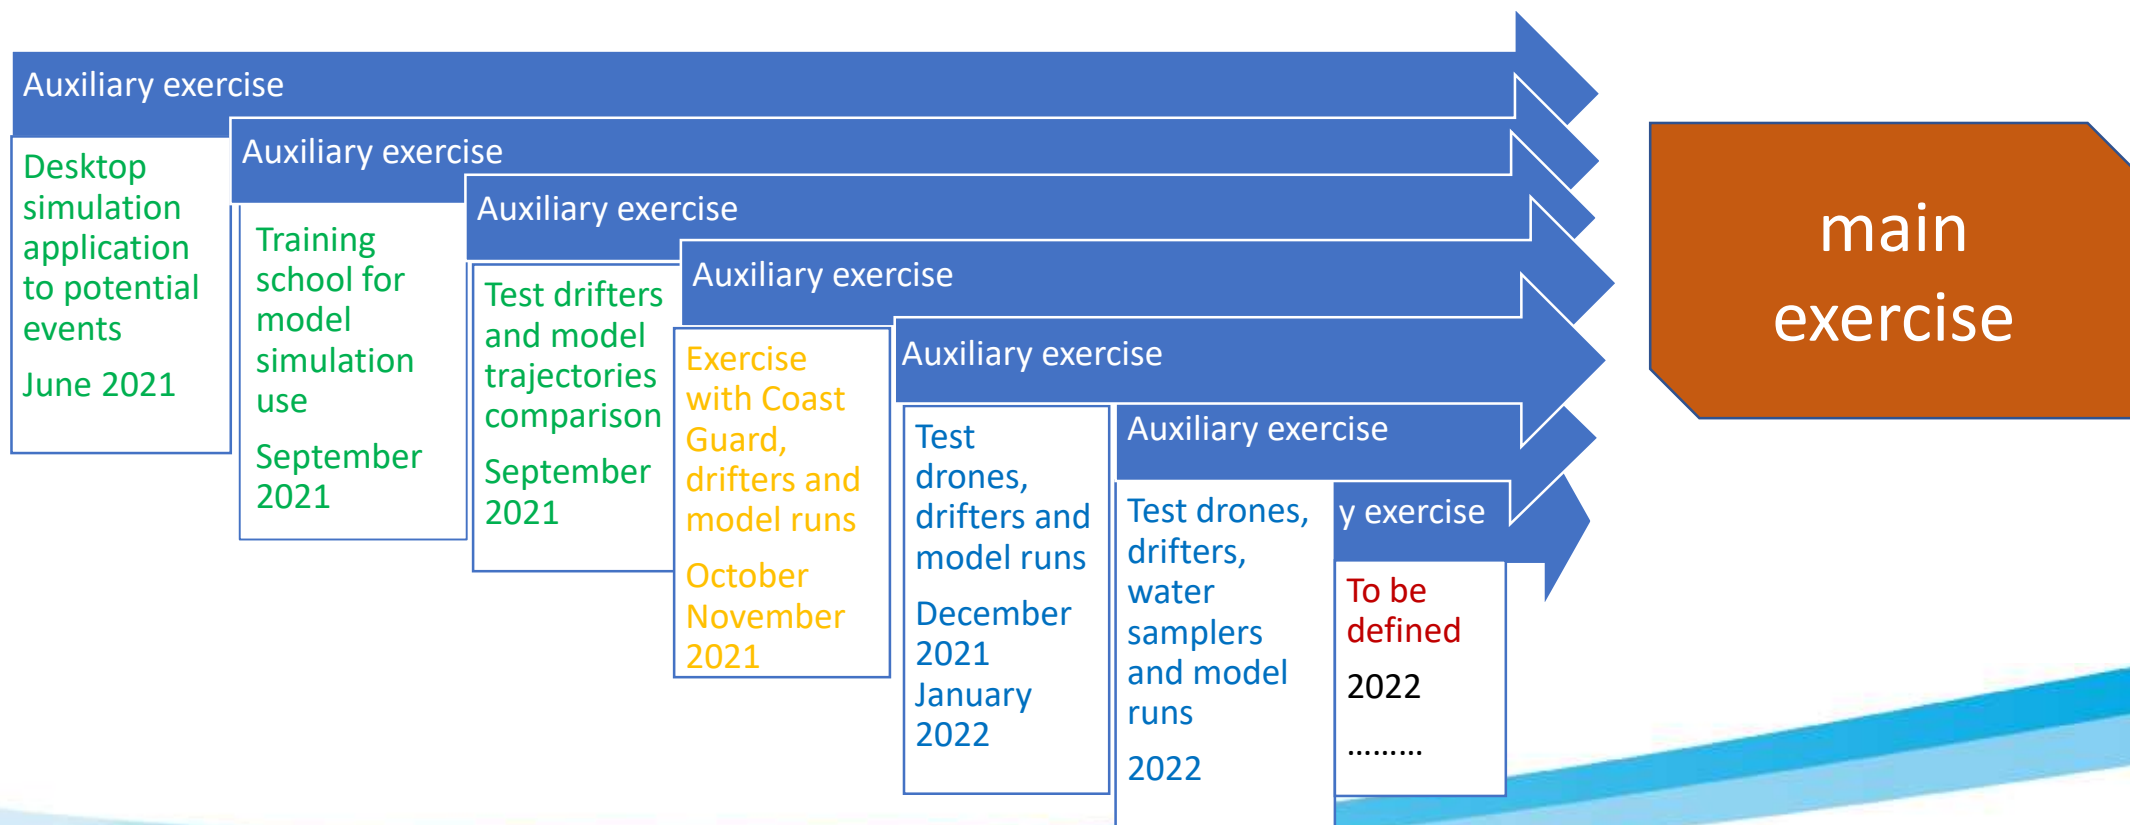 Auxiliary exercise
Desktop
simulation
application
to potential
events
June 2021
Auxiliary exercise
Training
school for
model
simulation
use
September
2021
Auxiliary exercise
Test drifters
and model
trajectories
comparison
September
2021
Auxiliary exercise
Exercise
with Coast
Guard,
drifters and
model runs
October
November
2021
Auxiliary exercise
Test
drones,
drifters and
model runs
December
2021
January
2022
Auxiliary exercise
Test drones,
drifters,
water
samplers
and model
runs
2022
y exercise
To be
defined
2022
………
main
exercise